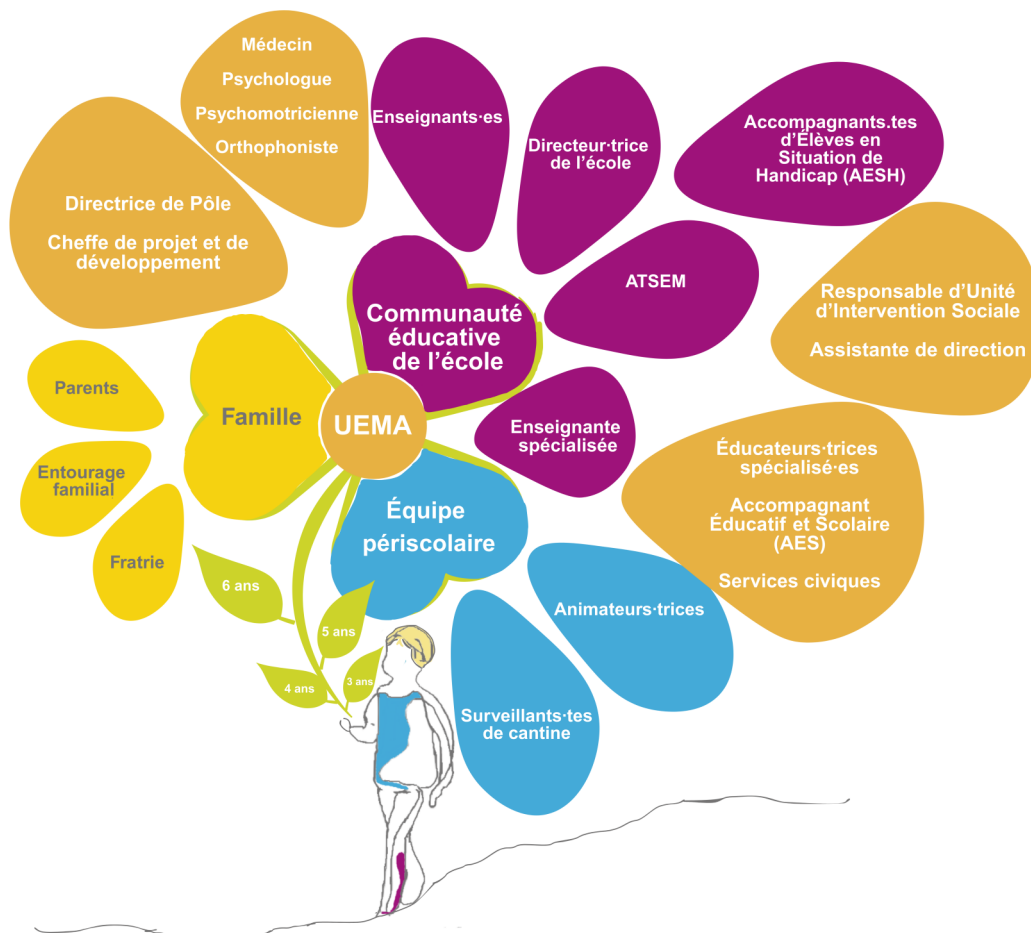 Médecin
Psychologue
Psychomotricienne
Orthophoniste
Enseignants·es
Directeur·trice
de l'école
Accompagnants.tes
d'Élèves en
Situation de
Handicap (AESH)
Directrice de Pôle
Cheffe de projet et de
développement
ATSEM
Responsable d'Unité
d'Intervention Sociale
Assistante de direction
Communauté
éducative
de l'école
Parents
Famille
UEMA
Enseignante
spécialisée
Entourage
familial
Fratrie
Équipe
périscolaire
Éducateurs·trices
spécialisé·es
Accompagnant
Éducatif et Scolaire
(AES)
Services civiques
6 ans
5 ans
4 ans
3 ans
Animateurs·trices
Surveillants·tes
de cantine